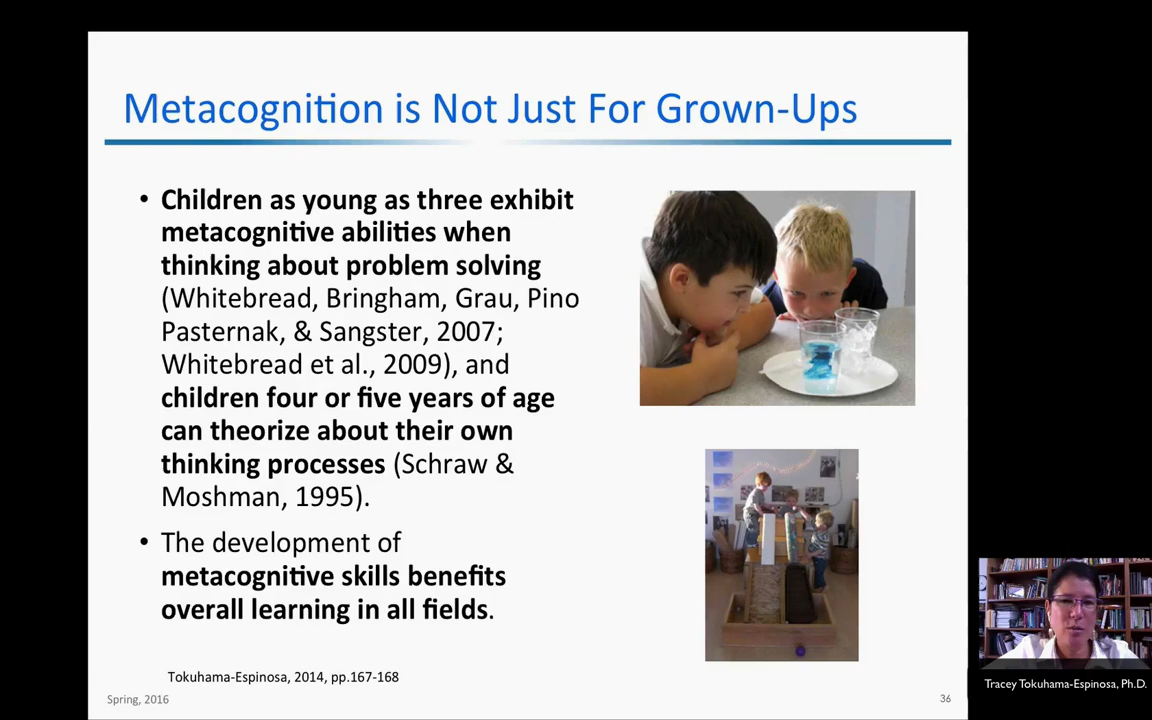 Metacognition is Not Just For Grown-Ups
• Children as young as three exhibit
metacognitive abilities when
thinking about problem solving
(Whitebread, Bringham, Grau, Pino
Pasternak, & Sangster, 2007;
Whitebread et al., 2009), and
children four or five years of age
can theorize about their own
thinking processes (Schraw &
Moshman, 1995).
• The development of
metacognitive skills benefits
overall learning in all fields.
Tokuhama-Espinosa, 2014, pp.167-168
Spring, 2016
36
Tracey Tokuhama-Espinosa, Ph.D.